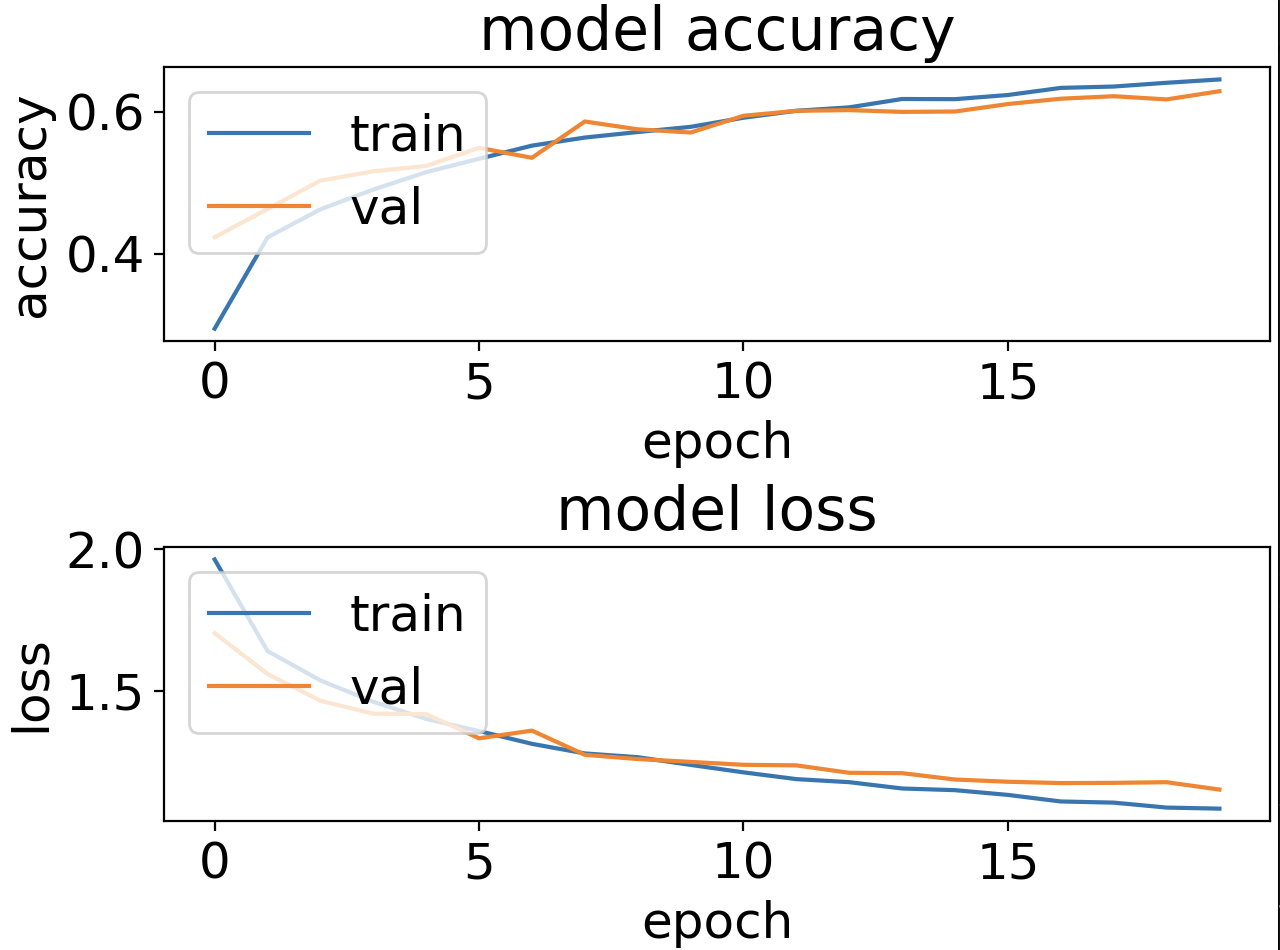 model accuracy
accuracy
0.6
0.4
train
val
0 5 10 15
epoch
model loss
loss
2.0
1.5
train
val
0 5 10 15
epoch